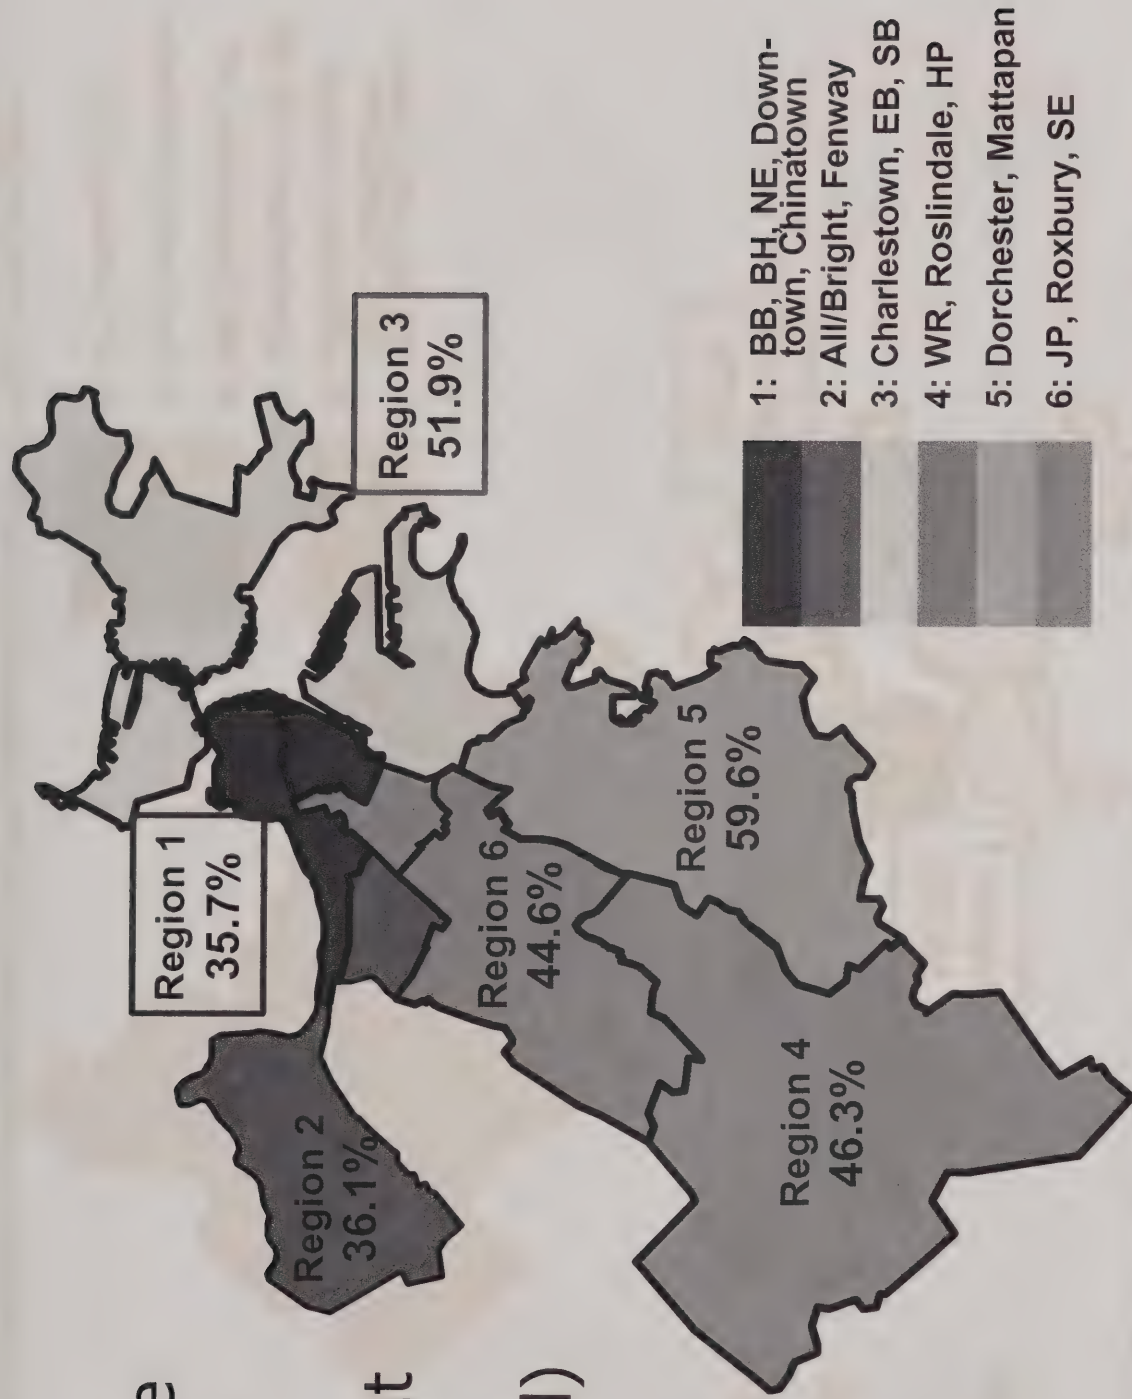 e
t
l)
Region 1
35.7%
Region 2
36.1%
Region 3
51.9%
Region 6
44.6%
Region 5
59.6%
Region 4
46.3%
1: BB, BH, NE, Down-
town, Chinatown
2: All/Bright, Fenway
3: Charlestown, EB, SB
4: WR, Roslindale, HP
5: Dorchester, Mattapan
6: JP, Roxbury, SE